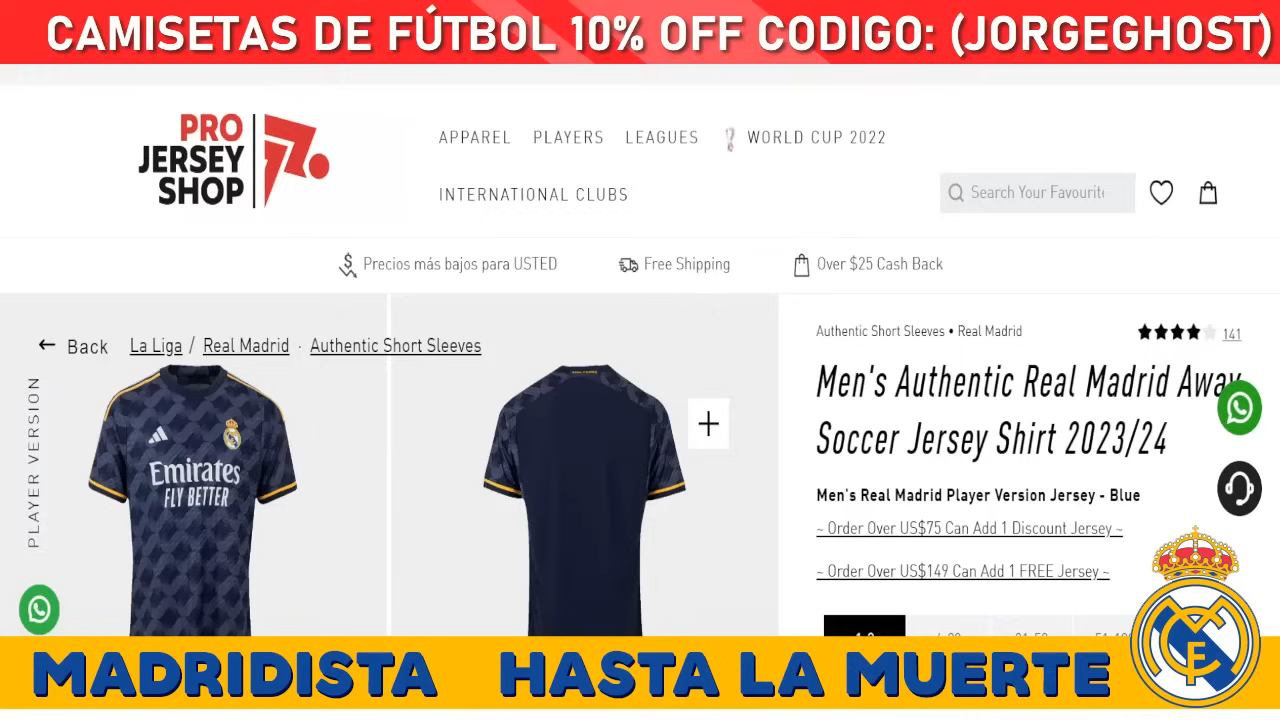 CAMISETAS DE FÚTBOL 10% OFF CODIGO: (JORGEGHOST)
PRO
JERSEY
SHOP
APPAREL PLAYERS LEAGUES WORLD CUP 2022
INTERNATIONAL CLUBS
Search Your Favourite
Precios más bajos para USTED
Free Shipping
Over $25 Cash Back
Back La Liga / Real Madrid · Authentic Short Sleeves
PLAYER VERSION
Emirates
FLY BETTER
Authentic Short Sleeves • Real Madrid
141
Men's Authentic Real Madrid Away
Soccer Jersey Shirt 2023/24
Men's Real Madrid Player Version Jersey - Blue
~ Order Over US$75 Can Add 1 Discount Jersey ~
~ Order Over US$149 Can Add 1 FREE Jersey ~
MADRIDISTA HASTA LA MUERTE